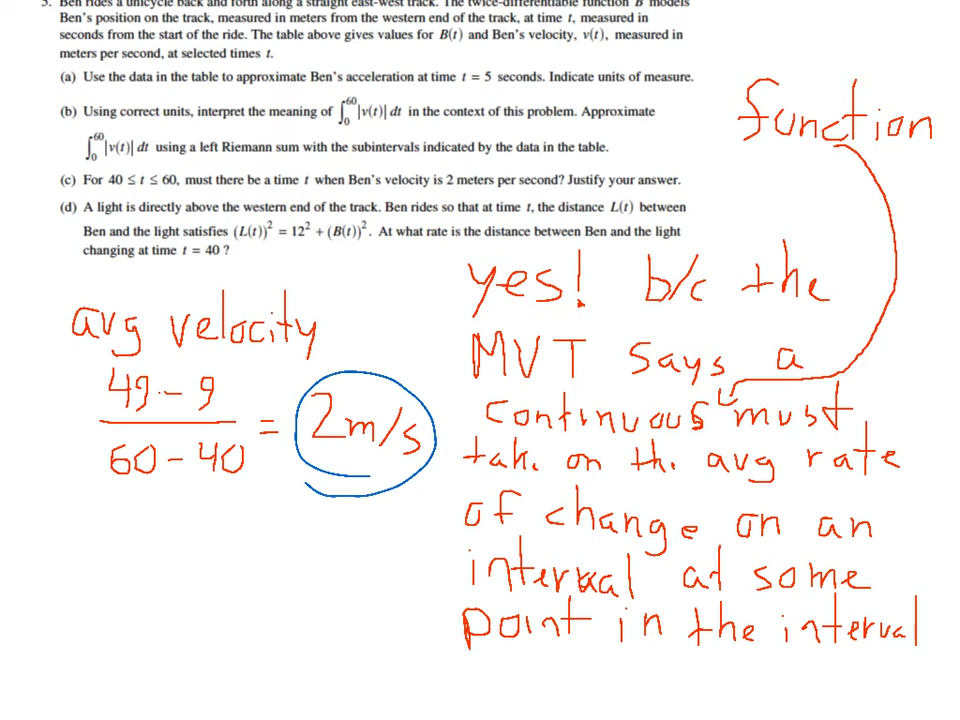 5. Ben rides a unicycle back and forth along a straight east-west track. The twice-differentiable function B models
Ben's position on the track, measured in meters from the western end of the track, at time t, measured in
seconds from the start of the ride. The table above gives values for B(t) and Ben's velocity, v(t), measured in
meters per second, at selected times t.
(a) Use the data in the table to approximate Ben's acceleration at time t = 5 seconds. Indicate units of measure.
(b) Using correct units, interpret the meaning of ∫₀⁶⁰ |v(t)| dt in the context of this problem. Approximate
∫₀⁶⁰ |v(t)| dt using a left Riemann sum with the subintervals indicated by the data in the table.
(c) For 40 ≤ t ≤ 60, must there be a time t when Ben's velocity is 2 meters per second? Justify your answer.
(d) A light is directly above the western end of the track. Ben rides so that at time t, the distance L(t) between
Ben and the light satisfies (L(t))² = 12² + (B(t))². At what rate is the distance between Ben and the light
changing at time t = 40 ?
function
avg velocity
49 - 9
60 - 40
= 2 m/s
yes! b/c the
MVT says a
continuous must
take on the avg rate
of change on an
interval at some
point in the interval